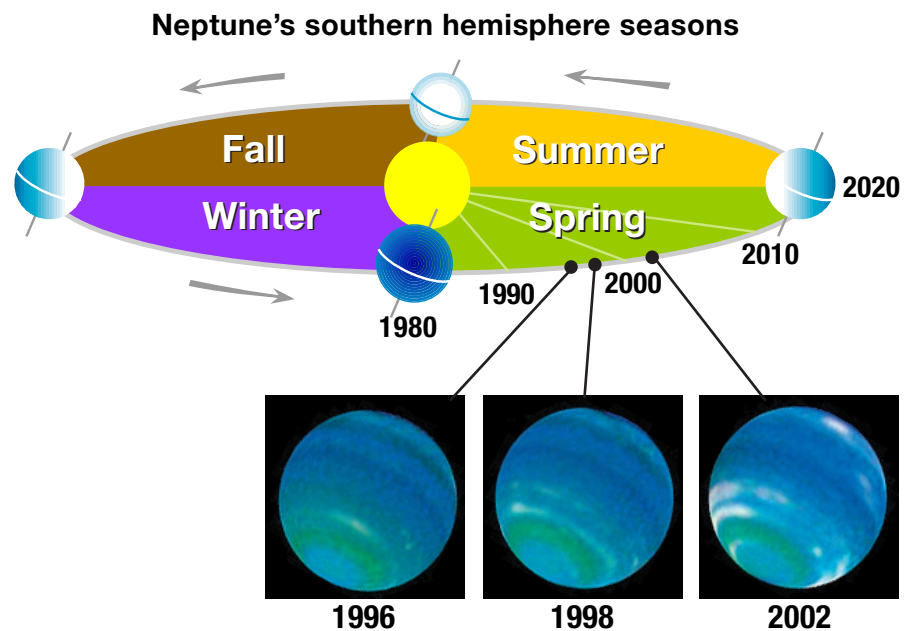 Neptune’s southern hemisphere seasons
Fall
Summer
Winter
Spring
2020
2010
2000
1990
1980
1996
1998
2002